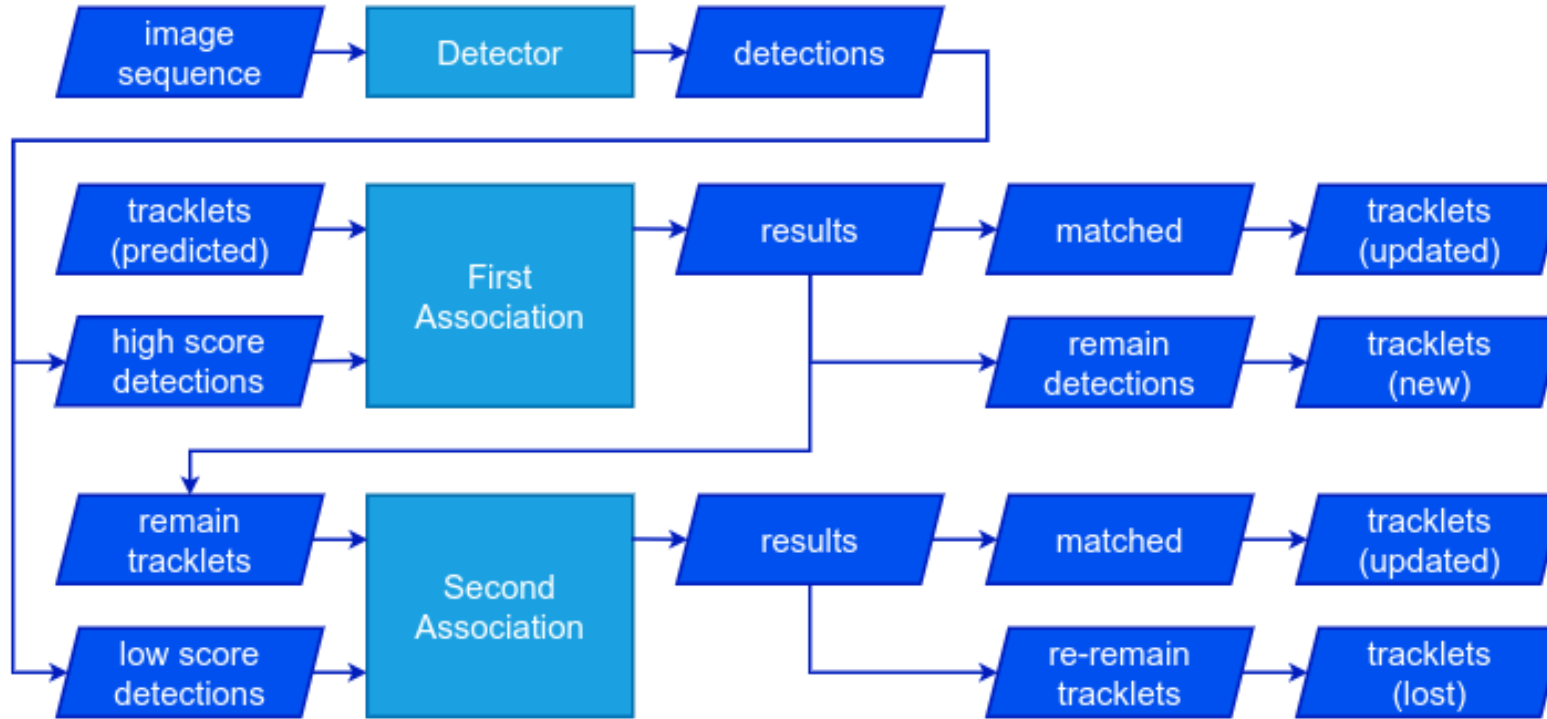 image
sequence
Detector
detections
tracklets
(predicted)
First
Association
results
matched
tracklets
(updated)
high score
detections
remain
detections
tracklets
(new)
remain
tracklets
Second
Association
results
matched
tracklets
(updated)
low score
detections
re-remain
tracklets
tracklets
(lost)